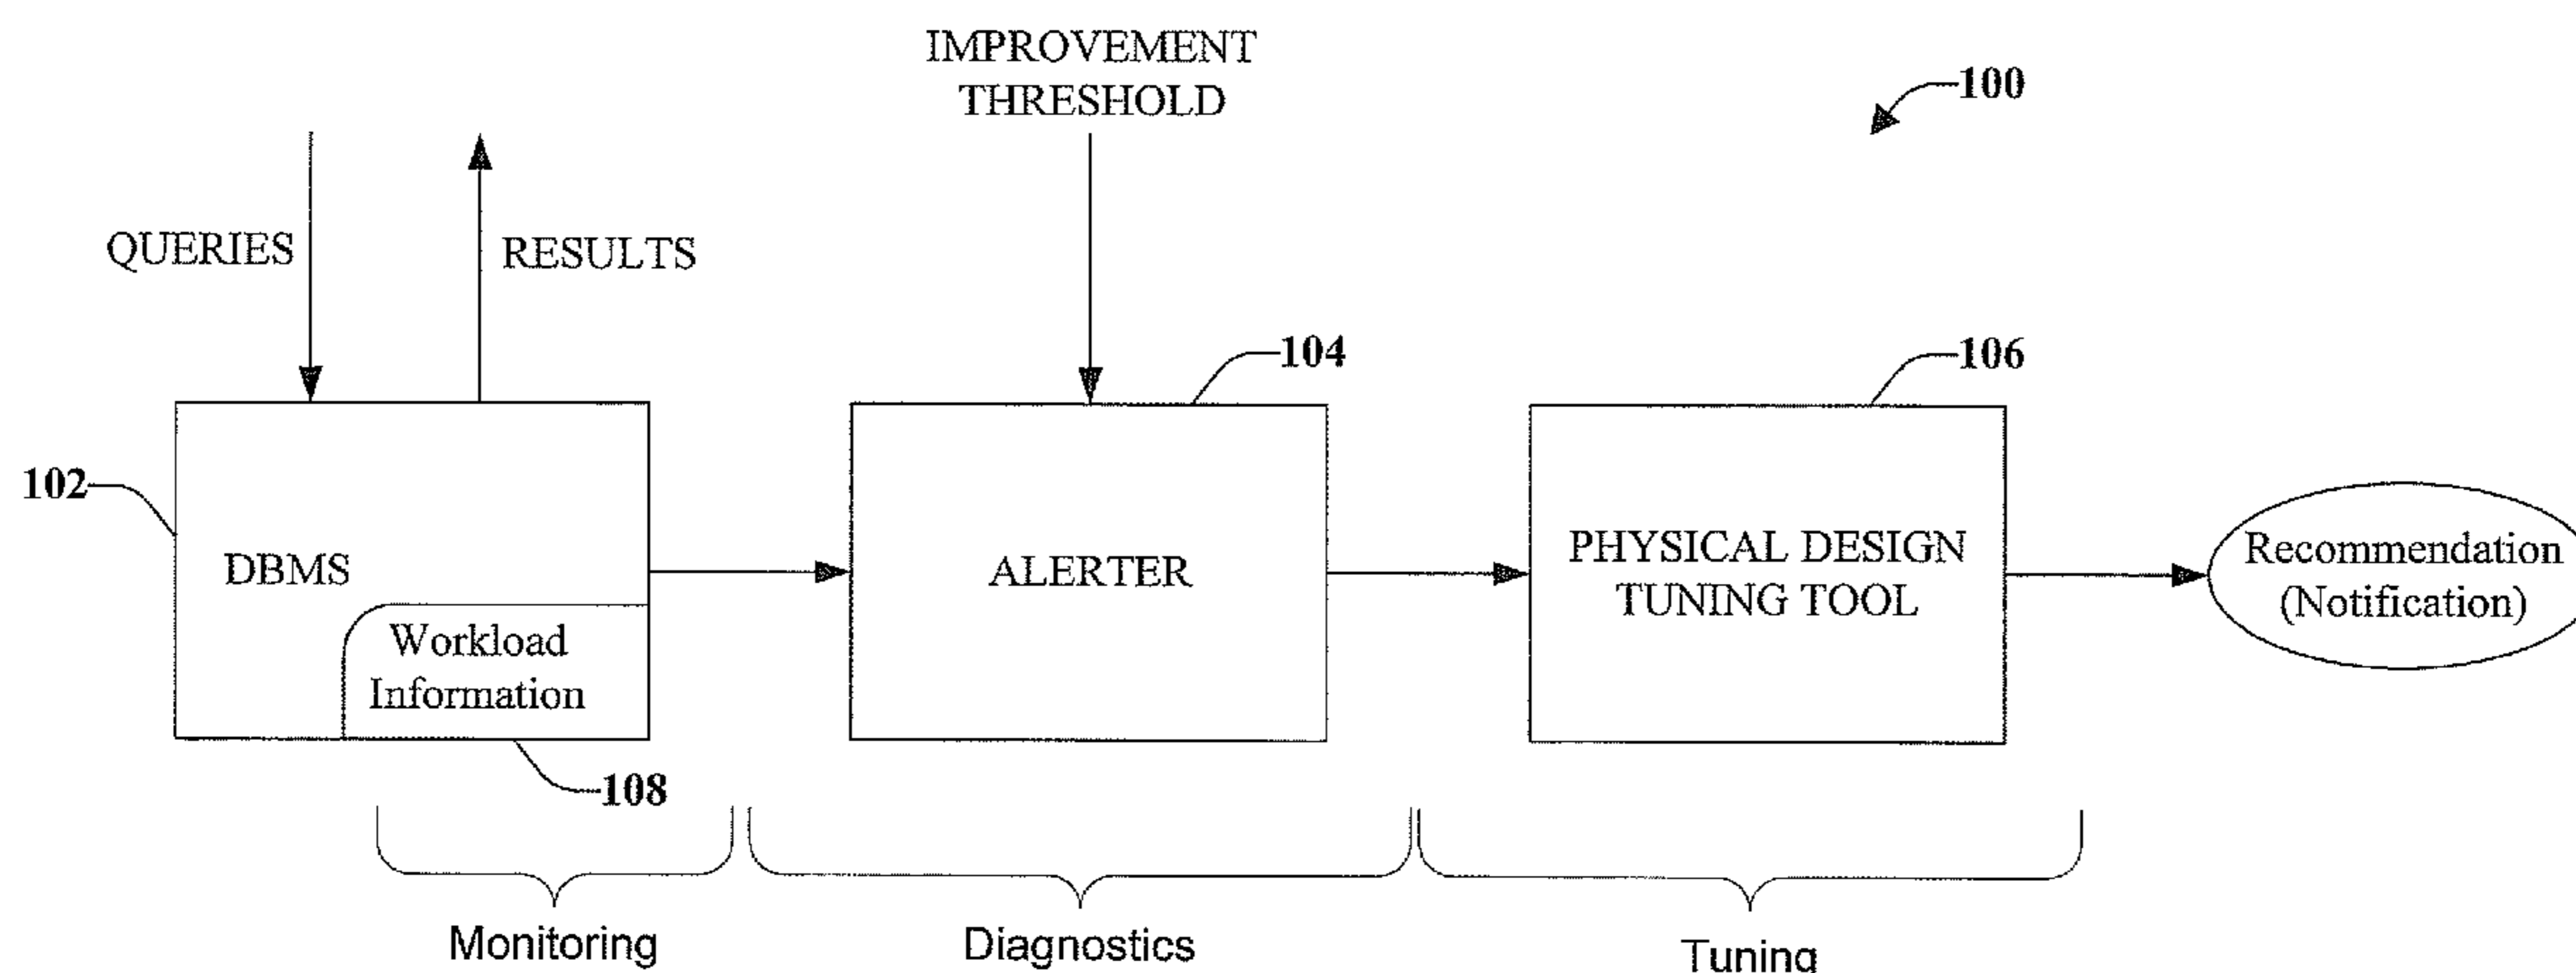 IMPROVEMENT
THRESHOLD
100
QUERIES
RESULTS
104
106
102
DBMS
ALERTER
PHYSICAL DESIGN
TUNING TOOL
Recommendation
(Notification)
Workload
Information
108
Monitoring
Diagnostics
Tuning